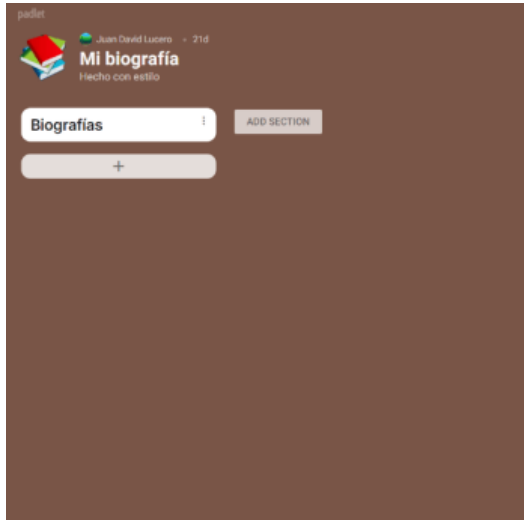 padlet
Juan David Lucero • 21d
Mi biografía
Hecho con estilo
Biografías
ADD SECTION
+